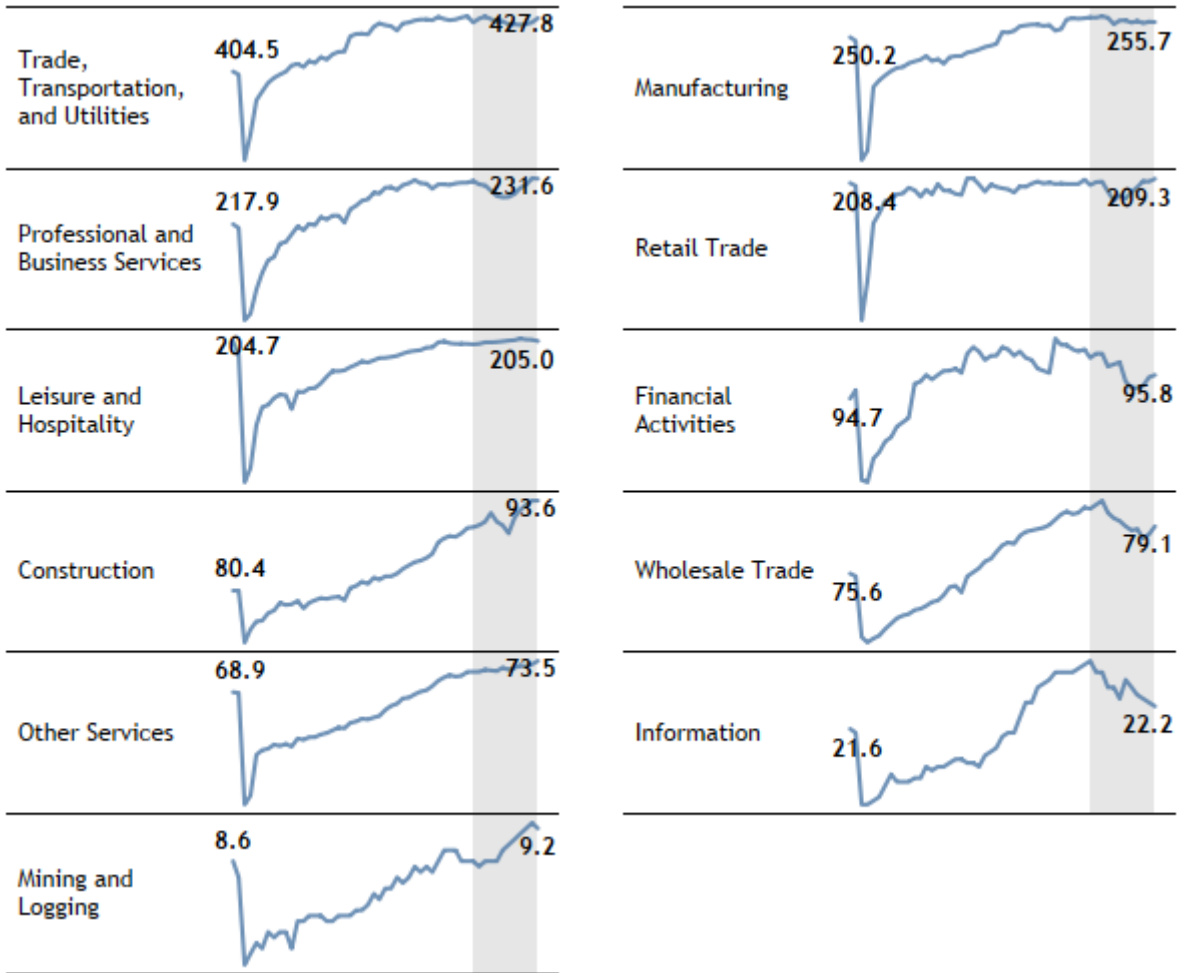 404.5
427.8
Trade,
Transportation,
and Utilities
217.9
231.6
Professional and
Business Services
204.7
205.0
Leisure and
Hospitality
93.6
80.4
Construction
68.9
73.5
Other Services
8.6
9.2
Mining and
Logging
250.2
255.7
Manufacturing
208.4
209.3
Retail Trade
94.7
95.8
Financial
Activities
75.6
79.1
Wholesale Trade
21.6
22.2
Information